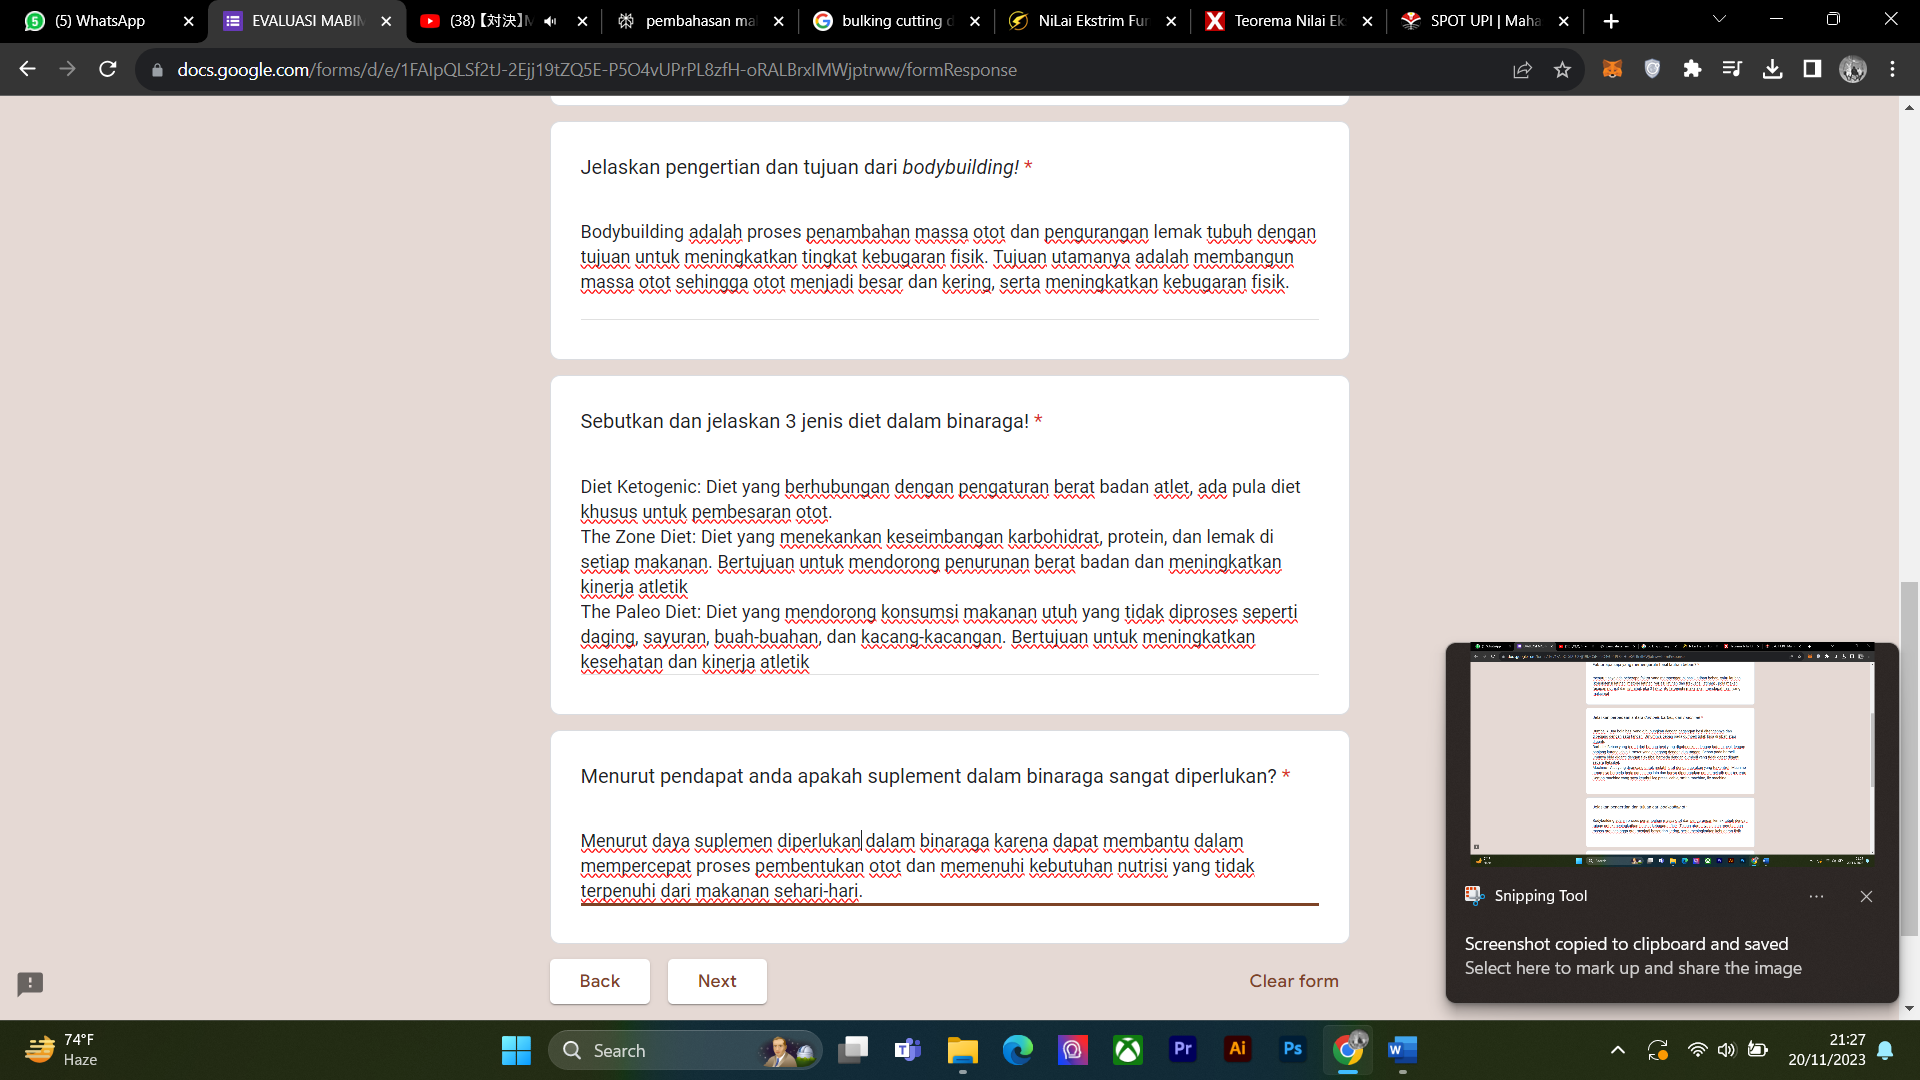 (5) WhatsApp
EVALUASI MABIM
(38)【対決】M
pembahasan ma
bulking cutting d
NiLai Ekstrim Fun
Teorema Nilai Ek
SPOT UPI | Maha
docs.google.com/forms/d/e/1FAIpQLSf2tJ-2Ejj19tZQ5E-P5O4vUPrPL8zfH-oRALBrxIMWjptrww/formResponse
Jelaskan pengertian dan tujuan dari bodybuilding! *
Bodybuilding adalah proses penambahan massa otot dan pengurangan lemak tubuh dengan
tujuan untuk meningkatkan tingkat kebugaran fisik. Tujuan utamanya adalah membangun
massa otot sehingga otot menjadi besar dan kering, serta meningkatkan kebugaran fisik.
Sebutkan dan jelaskan 3 jenis diet dalam binaraga! *
Diet Ketogenic: Diet yang berhubungan dengan pengaturan berat badan atlet, ada pula diet
khusus untuk pembesaran otot.
The Zone Diet: Diet yang menekankan keseimbangan karbohidrat, protein, dan lemak di
setiap makanan. Bertujuan untuk mendorong penurunan berat badan dan meningkatkan
kinerja atletik
The Paleo Diet: Diet yang mendorong konsumsi makanan utuh yang tidak diproses seperti
daging, sayuran, buah-buahan, dan kacang-kacangan. Bertujuan untuk meningkatkan
kesehatan dan kinerja atletik
Menurut pendapat anda apakah suplement dalam binaraga sangat diperlukan? *
Menurut daya suplemen diperlukan dalam binaraga karena dapat membantu dalam
mempercepat proses pembentukan otot dan memenuhi kebutuhan nutrisi yang tidak
terpenuhi dari makanan sehari-hari.
Back
Next
Clear form
Snipping Tool
Screenshot copied to clipboard and saved
Select here to mark up and share the image
74°F
Haze
Search
Pr
Ai
Ps
21:27
20/11/2023